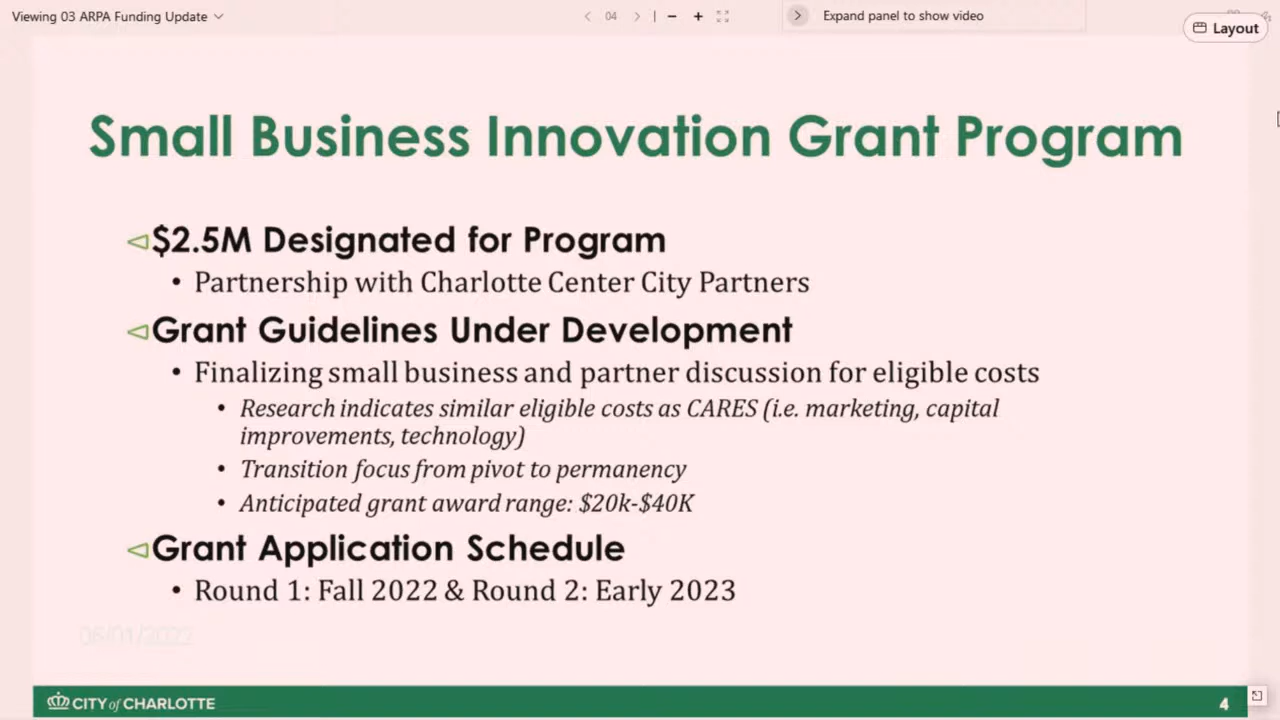 Viewing 03 ARPA Funding Update
04
Expand panel to show video
Layout
Small Business Innovation Grant Program
$2.5M Designated for Program
• Partnership with Charlotte Center City Partners
Grant Guidelines Under Development
• Finalizing small business and partner discussion for eligible costs
• Research indicates similar eligible costs as CARES (i.e. marketing, capital
improvements, technology)
• Transition focus from pivot to permanency
• Anticipated grant award range: $20k-$40K
Grant Application Schedule
• Round 1: Fall 2022 & Round 2: Early 2023
06/01/2022
CITY of CHARLOTTE
4